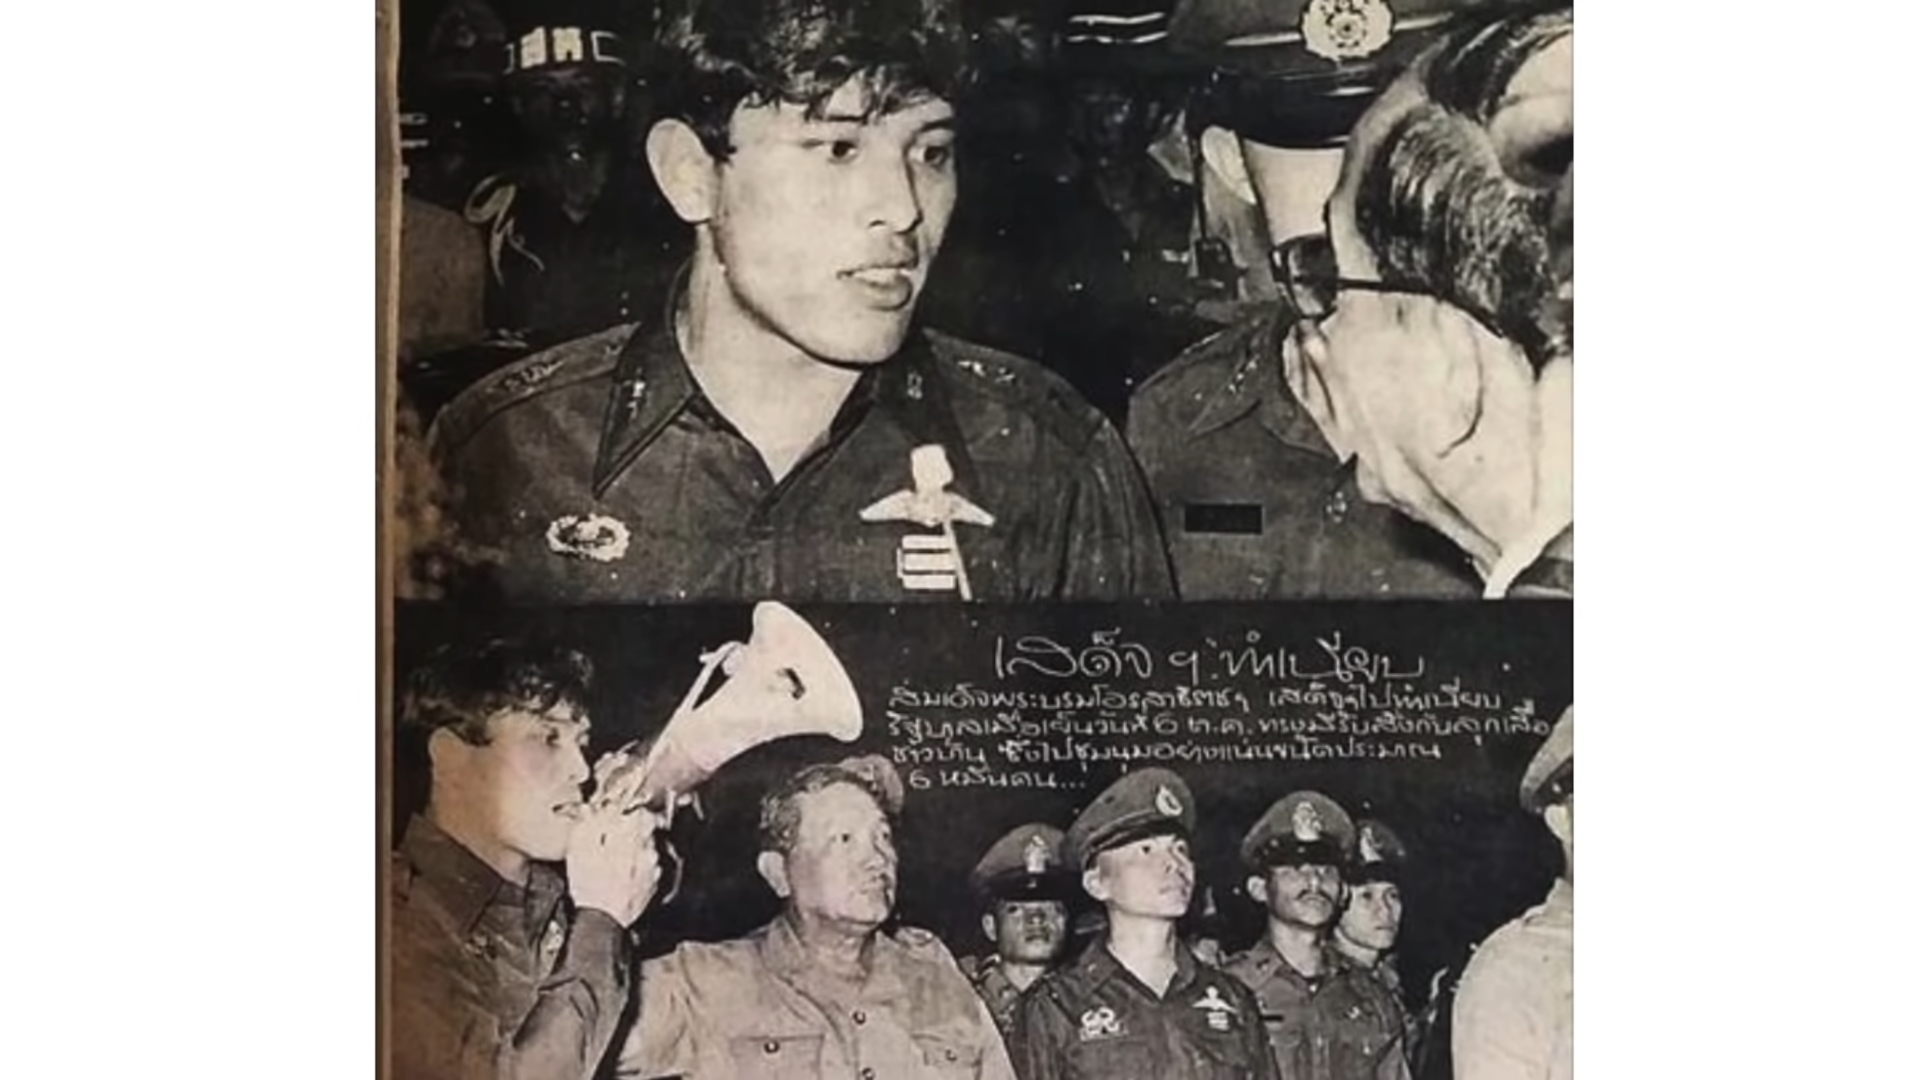 สห
เสด็จ ฯ ทำเนียบ
สมเด็จพระบรมโอรสาธิราชฯ เสด็จฯไปทำเนียบ
รัฐบาลเมื่อเย็นวันที่ 6 ต.ค. ทรงมีรับสั่งกับลูกเสือ
ชาวบ้าน ซึ่งไปชุมนุมอย่างแน่นขนัดประมาณ
6 หมื่นคน...